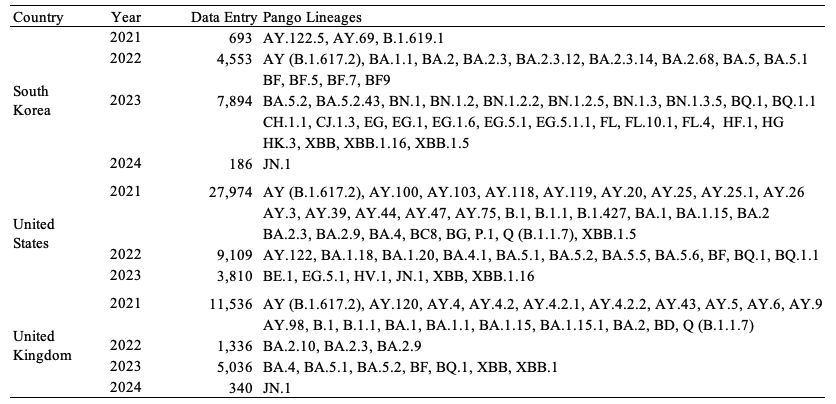 Country Year Data Entry Pango Lineages
South Korea 2021 693 AY.122.5, AY.69, B.1.619.1
2022 4,553 AY (B.1.617.2), BA.1.1, BA.2, BA.2.3, BA.2.3.12, BA.2.3.14, BA.2.68, BA.5, BA.5.1
BF, BF.5, BF.7, BF9
2023 7,894 BA.5.2, BA.5.2.43, BN.1, BN.1.2, BN.1.2.2, BN.1.2.5, BN.1.3, BN.1.3.5, BQ.1, BQ.1.1
CH.1.1, CJ.1.3, EG, EG.1, EG.1.6, EG.5.1, EG.5.1.1, FL, FL.10.1, FL.4, HF.1, HG
HK.3, XBB, XBB.1.16, XBB.1.5
2024 186 JN.1
United States 2021 27,974 AY (B.1.617.2), AY.100, AY.103, AY.118, AY.119, AY.20, AY.25, AY.25.1, AY.26
AY.3, AY.39, AY.44, AY.47, AY.75, B.1, B.1.1, B.1.427, BA.1, BA.1.15, BA.2
BA.2.3, BA.2.9, BA.4, BC8, BG, P.1, Q (B.1.1.7), XBB.1.5
2022 9,109 AY.122, BA.1.18, BA.1.20, BA.4.1, BA.5.1, BA.5.2, BA.5.5, BA.5.6, BF, BQ.1, BQ.1.1
2023 3,810 BE.1, EG.5.1, HV.1, JN.1, XBB, XBB.1.16
United Kingdom 2021 11,536 AY (B.1.617.2), AY.120, AY.4, AY.4.2, AY.4.2.1, AY.4.2.2, AY.43, AY.5, AY.6, AY.9
AY.98, B.1, B.1.1, BA.1, BA.1.1, BA.1.15, BA.1.15.1, BA.2, BD, Q (B.1.1.7)
2022 1,336 BA.2.10, BA.2.3, BA.2.9
2023 5,036 BA.4, BA.5.1, BA.5.2, BF, BQ.1, XBB, XBB.1
2024 340 JN.1